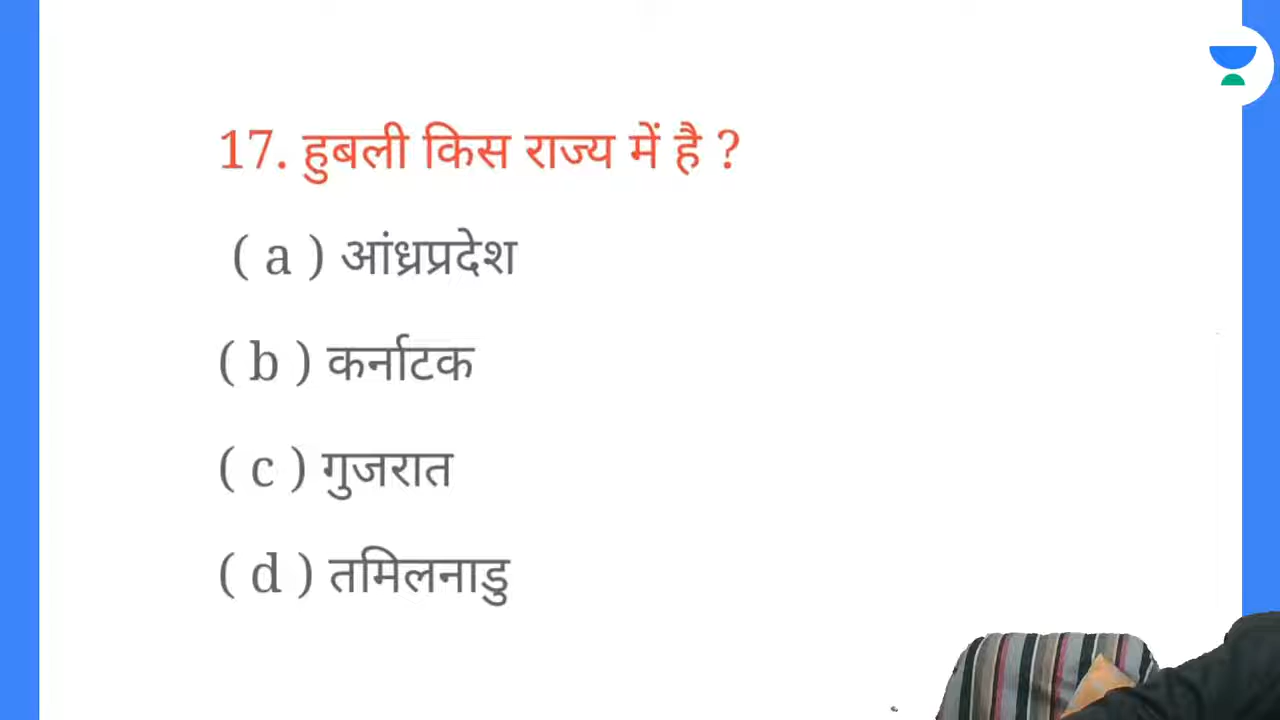 17. हुबली किस राज्य में है ?
( a ) आंध्रप्रदेश
( b ) कर्नाटक
( c ) गुजरात
( d ) तमिलनाडु